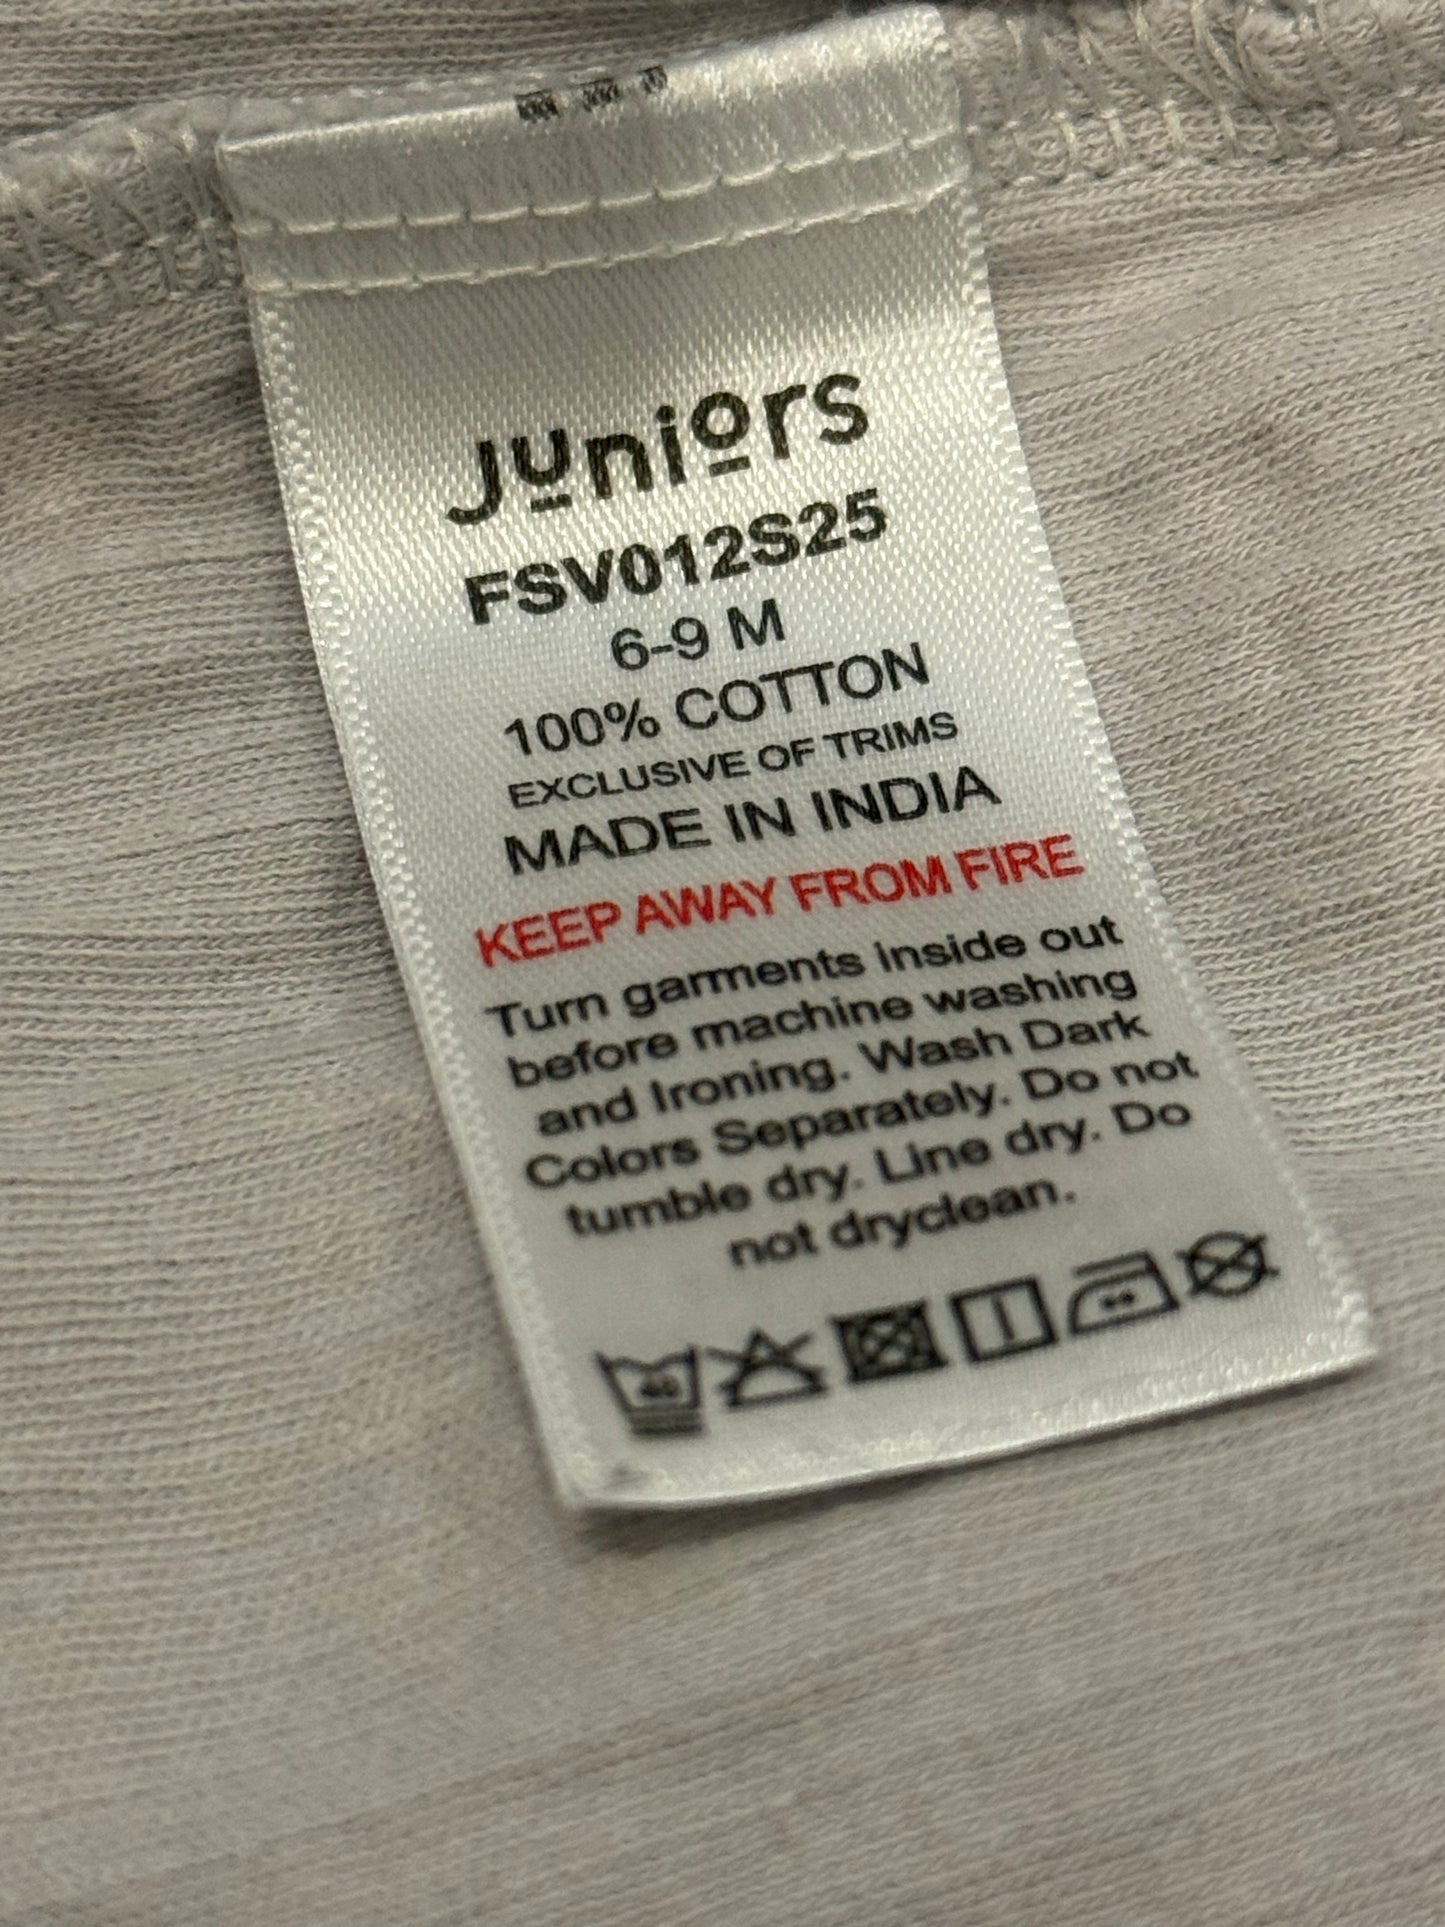 Juniors
FSV012S25
6-9 M
100% COTTON
EXCLUSIVE OF TRIMS
MADE IN INDIA
KEEP AWAY FROM FIRE
Turn garments inside out
before machine washing
and Ironing. Wash Dark
Colors Separately. Do not
tumble dry. Line dry. Do
not dryclean.
40